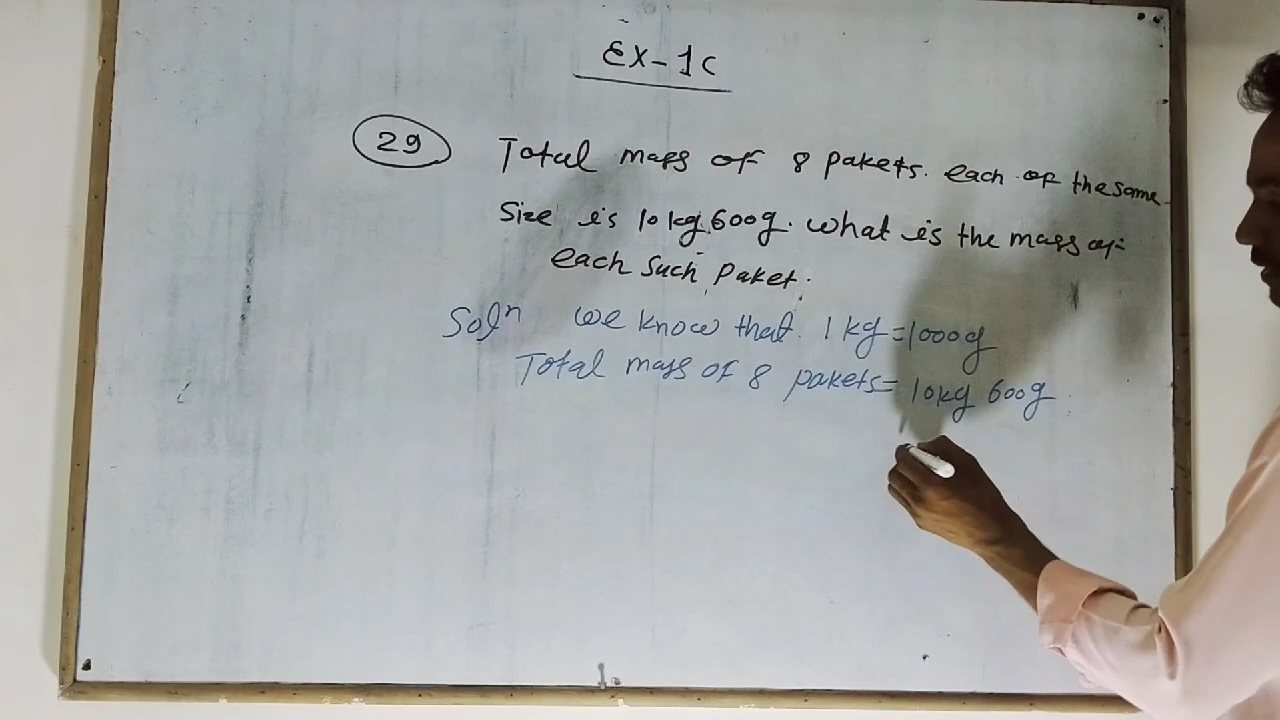 Ex-1c
29 Total mass of 8 pakets. each of the same
Size is 10 kg, 600g. what is the mass of
each such paket.
Solⁿ we know that. 1 kg = 1000g
Total mass of 8 pakets = 10kg 600g